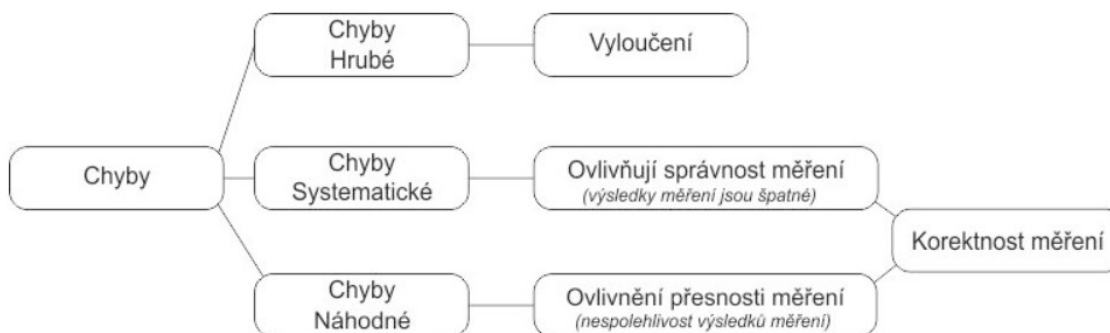 Chyby
Hrubé
Vyloučení
Chyby
Chyby
Systematické
Ovlivňují správnost měření
(výsledky měření jsou špatné)
Korektnost měření
Chyby
Náhodné
Ovlivnění přesnosti měření
(nespolehlivost výsledků měření)